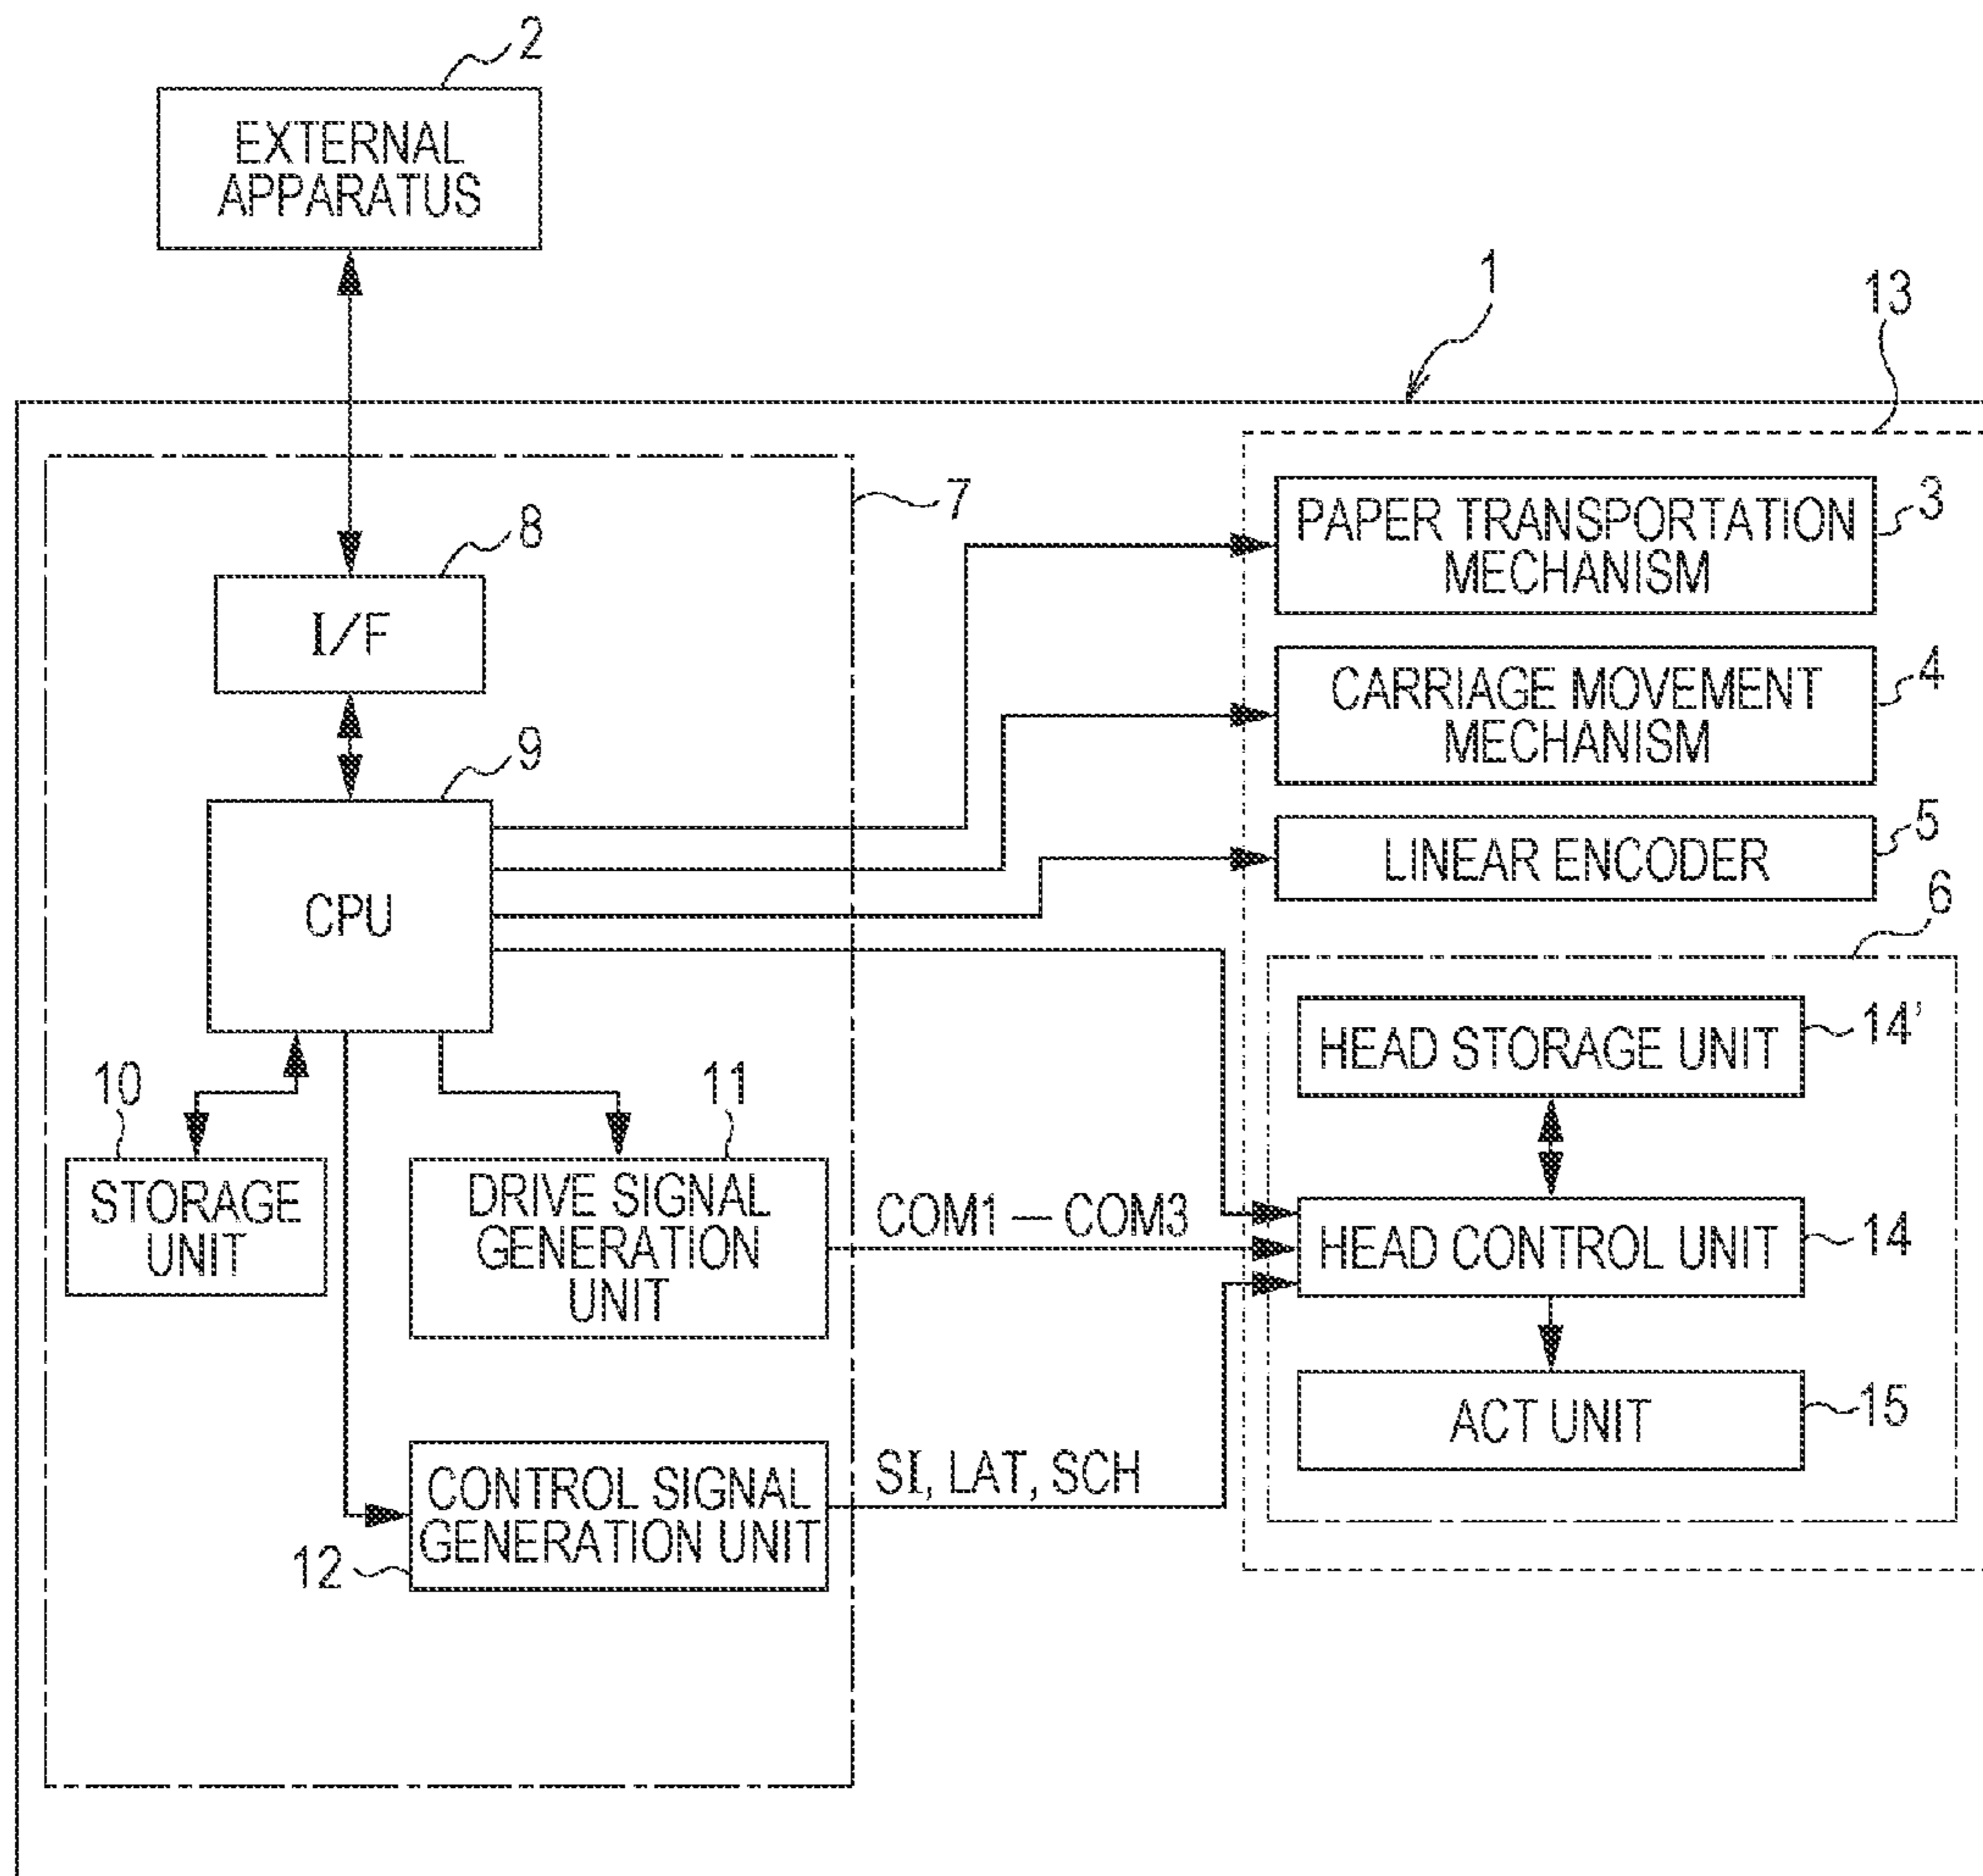 2
EXTERNAL
APPARATUS
1
13
7
8
I/F
PAPER TRANSPORTATION
MECHANISM
3
CARRIAGE MOVEMENT
MECHANISM
4
9
CPU
LINEAR ENCODER
5
6
HEAD STORAGE UNIT
14'
10
STORAGE
UNIT
11
DRIVE SIGNAL
GENERATION
UNIT
COM1 — COM3
HEAD CONTROL UNIT
14
ACT UNIT
15
CONTROL SIGNAL
GENERATION UNIT
12
SI, LAT, SCH